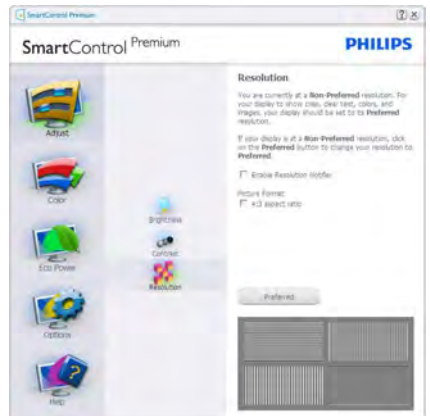 SmartControl Premium
SmartControl Premium
PHILIPS
Adjust
Color
Eco Power
Options
Help
Brightness
Contrast
Resolution
Resolution
You are currently at a Non-Preferred resolution. For
your display to show crisp, clear text, colors, and
images, your display should be set to its Preferred
resolution.
If your display is at a Non-Preferred resolution, click
on the Preferred button to change your resolution to
Preferred.
Enable Resolution Notifier
Picture Format
4:3 aspect ratio
Preferred